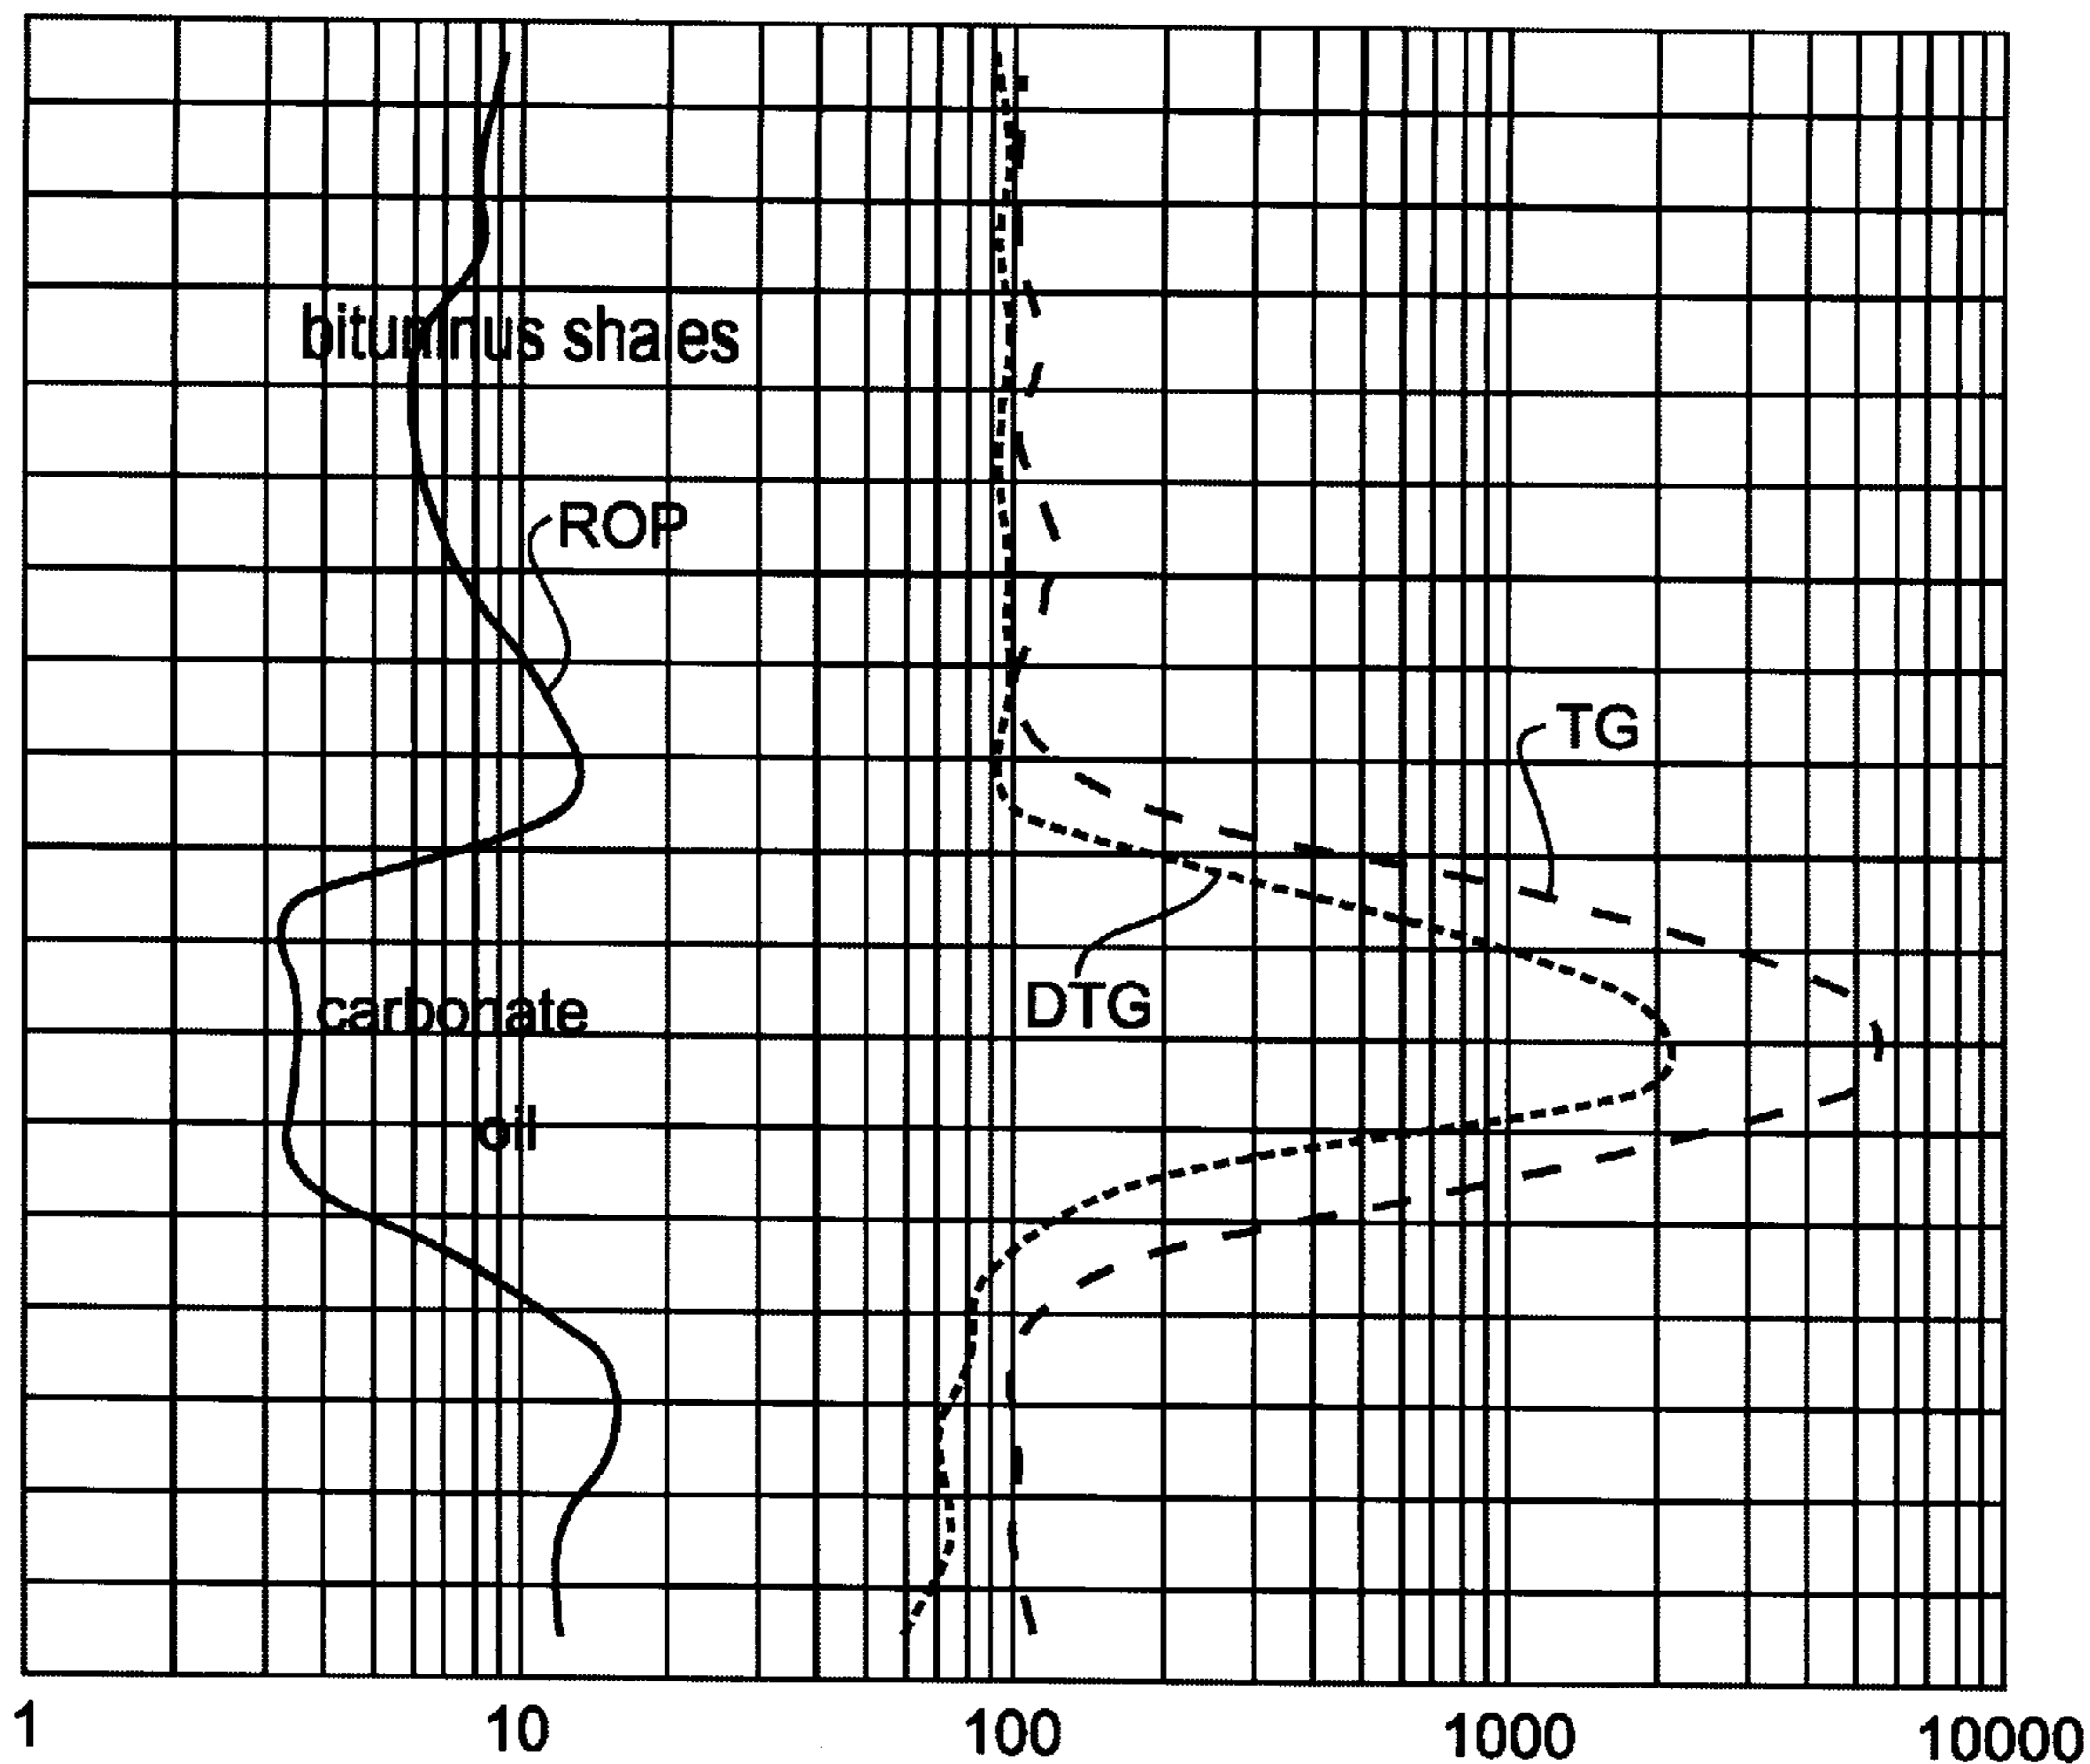 bituminus shales
ROP
TG
DTG
carbonate
oil
1 10 100 1000 10000